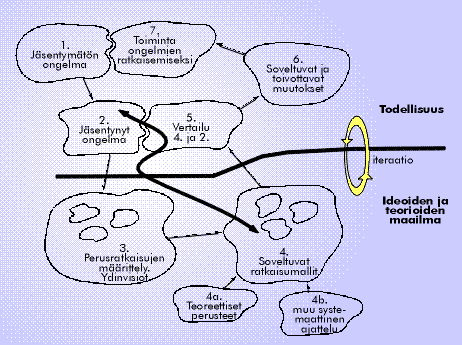 1.
Jäsentymätön
ongelma
7.
Toiminta
ongelmien
ratkaisemiseksi
6.
Soveltuvat ja
toivottavat
muutokset
2.
Jäsentynyt
ongelma
5.
Vertailu
4. ja 2.
Todellisuus
iteraatio
Ideoiden ja
teorioiden
maailma
3.
Perusratkaisujen
määrittely.
Ydinvisiot.
4.
Soveltuvat
ratkaisumallit.
4a.
Teoreettiset
perusteet
4b.
muu syste-
maattinen
ajattelu